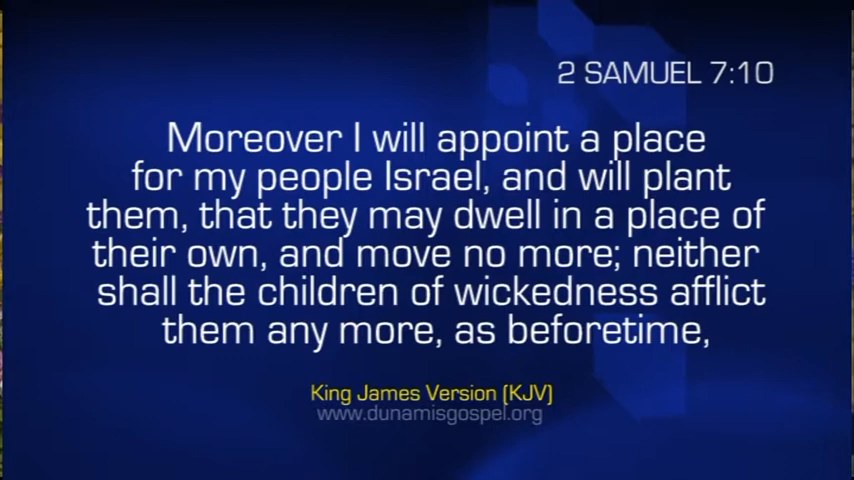 2 SAMUEL 7:10
Moreover I will appoint a place
for my people Israel, and will plant
them, that they may dwell in a place of
their own, and move no more; neither
shall the children of wickedness afflict
them any more, as beforetime,
King James Version (KJV)
www.dunamisgospel.org